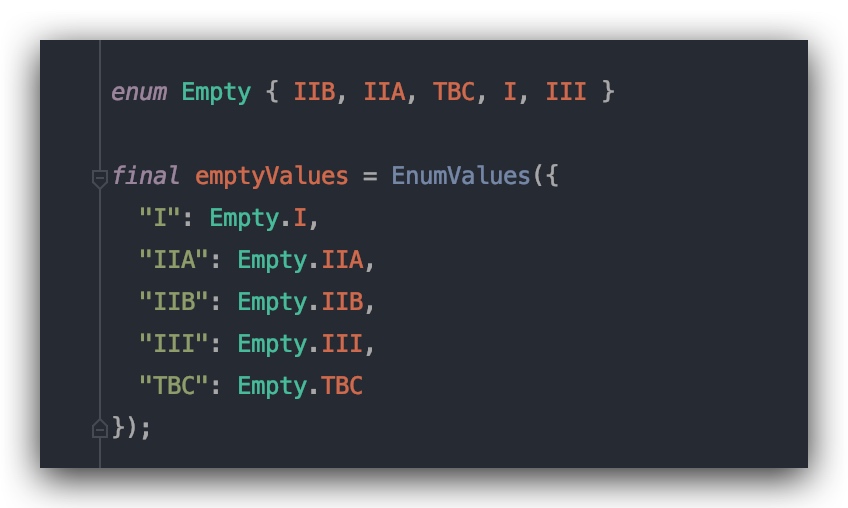 enum Empty { IIB, IIA, TBC, I, III }
final emptyValues = EnumValues({
"I": Empty.I,
"IIA": Empty.IIA,
"IIB": Empty.IIB,
"III": Empty.III,
"TBC": Empty.TBC
});